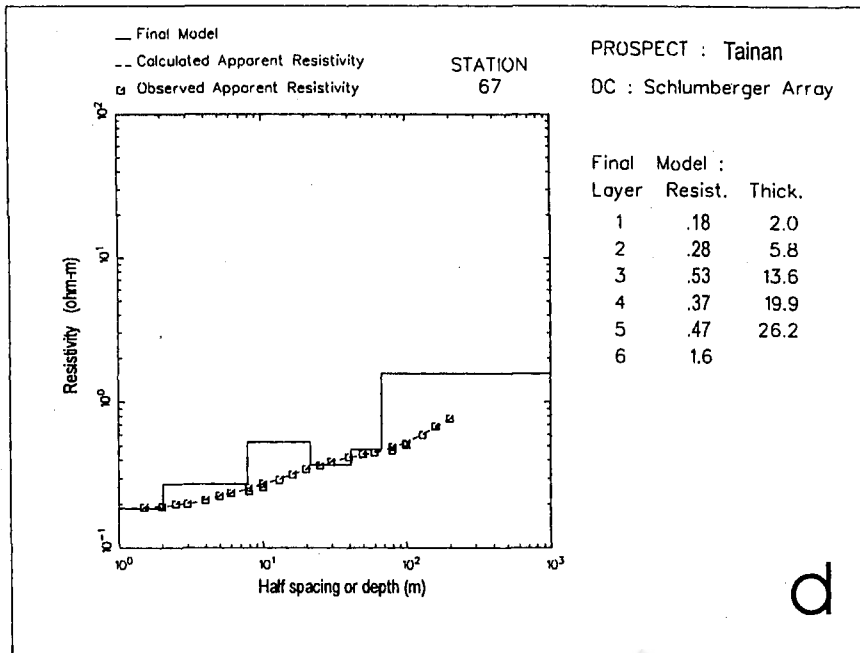 Final Model
Calculated Apparent Resistivity
Observed Apparent Resistivity
STATION
67
PROSPECT : Tainan
DC : Schlumberger Array
Final Model :
Layer Resist. Thick.
1 .18 2.0
2 .28 5.8
3 .53 13.6
4 .37 19.9
5 .47 26.2
6 1.6
Resistivity (ohm-m)
10²
10¹
10⁰
10⁻¹
10⁰ 10¹ 10² 10³
Half spacing or depth (m)
d